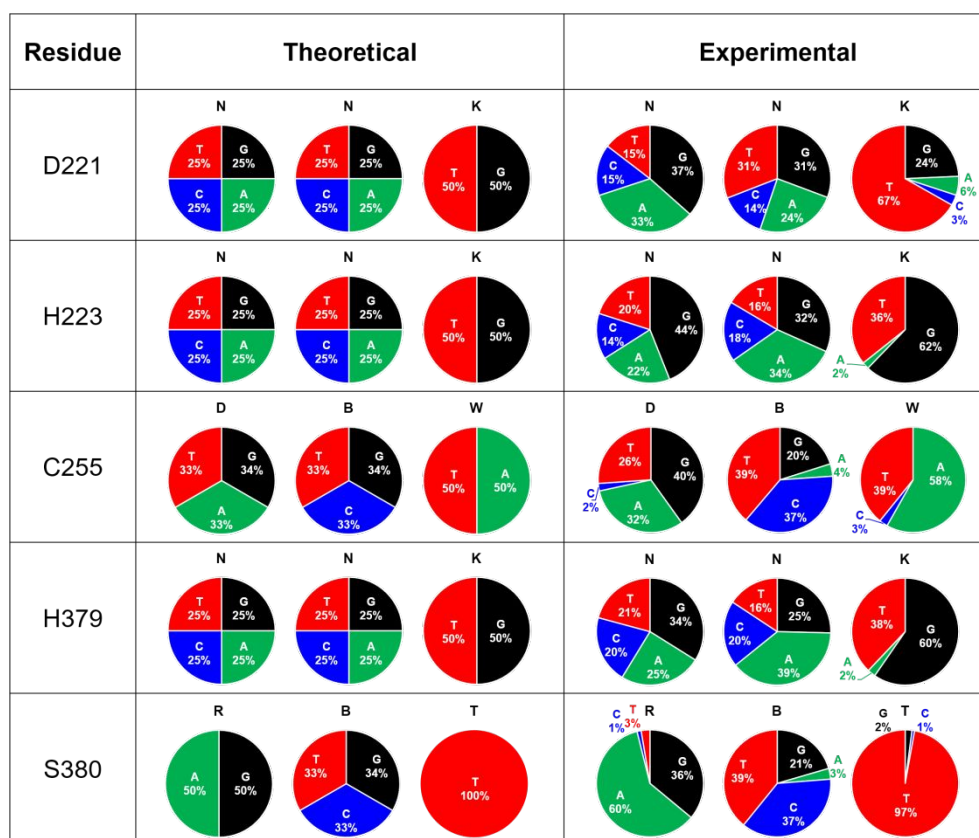 Residue Theoretical Experimental
D221
N N K N N K
T 25% G 25% C 25% A 25%
T 25% G 25% C 25% A 25%
T 50% G 50%
T 15% G 37% C 15% A 33%
T 31% G 31% C 14% A 24%
G 24% A 6% C 3% T 67%
H223
N N K N N K
T 25% G 25% C 25% A 25%
T 25% G 25% C 25% A 25%
T 50% G 50%
T 20% G 44% C 14% A 22%
T 16% G 32% C 18% A 34%
T 36% G 62% A 2%
C255
D B W D B W
T 33% G 34% A 33%
T 33% G 34% C 33%
T 50% A 50%
T 26% G 40% C 2% A 32%
G 20% A 4% T 39% C 37%
A 58% T 39% C 3%
H379
N N K N N K
T 25% G 25% C 25% A 25%
T 25% G 25% C 25% A 25%
T 50% G 50%
T 21% G 34% C 20% A 25%
T 16% G 25% C 20% A 39%
T 38% G 60% A 2%
S380
R B T R B T
A 50% G 50%
T 33% G 34% C 33%
T 100%
C 1% T 3% G 36% A 60%
G 21% A 3% T 39% C 37%
G 2% C 1% T 97%